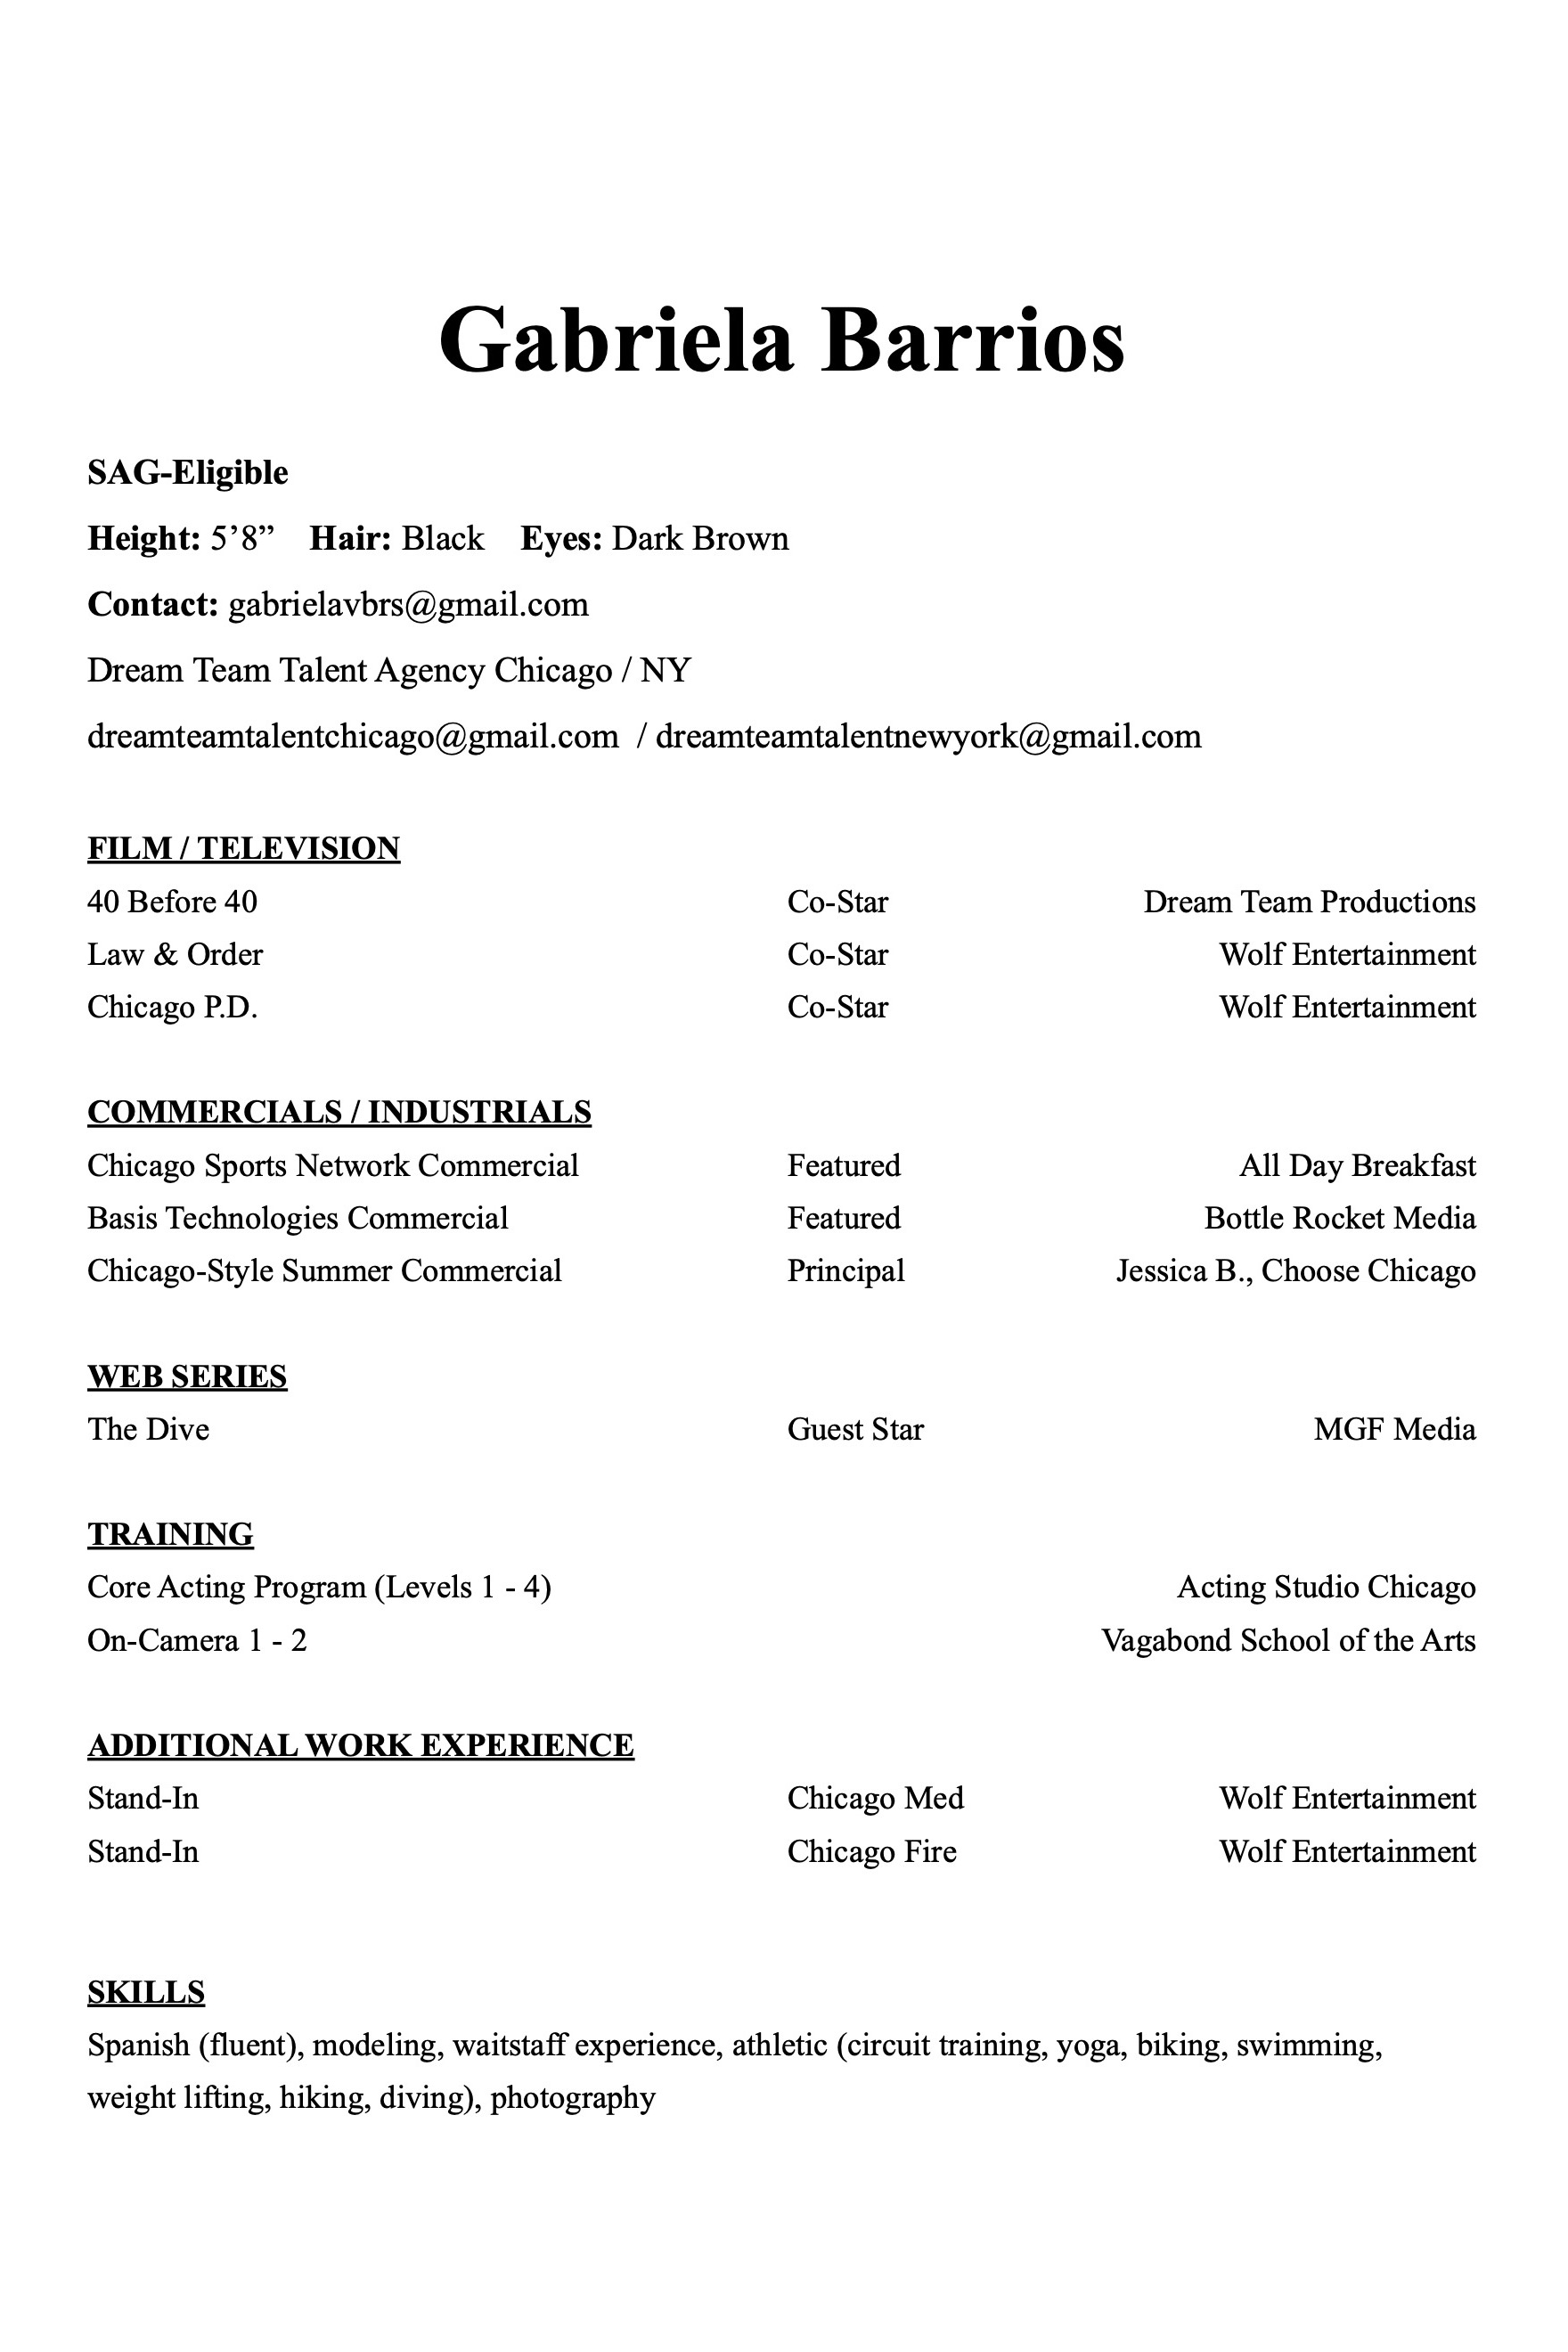 Gabriela Barrios
SAG-Eligible
Height: 5’8” Hair: Black Eyes: Dark Brown
Contact: gabrielavbrs@gmail.com
Dream Team Talent Agency Chicago / NY
dreamteamtalentchicago@gmail.com / dreamteamtalentnewyork@gmail.com
FILM / TELEVISION
40 Before 40 Co-Star Dream Team Productions
Law & Order Co-Star Wolf Entertainment
Chicago P.D. Co-Star Wolf Entertainment
COMMERCIALS / INDUSTRIALS
Chicago Sports Network Commercial Featured All Day Breakfast
Basis Technologies Commercial Featured Bottle Rocket Media
Chicago-Style Summer Commercial Principal Jessica B., Choose Chicago
WEB SERIES
The Dive Guest Star MGF Media
TRAINING
Core Acting Program (Levels 1 - 4) Acting Studio Chicago
On-Camera 1 - 2 Vagabond School of the Arts
ADDITIONAL WORK EXPERIENCE
Stand-In Chicago Med Wolf Entertainment
Stand-In Chicago Fire Wolf Entertainment
SKILLS
Spanish (fluent), modeling, waitstaff experience, athletic (circuit training, yoga, biking, swimming,
weight lifting, hiking, diving), photography